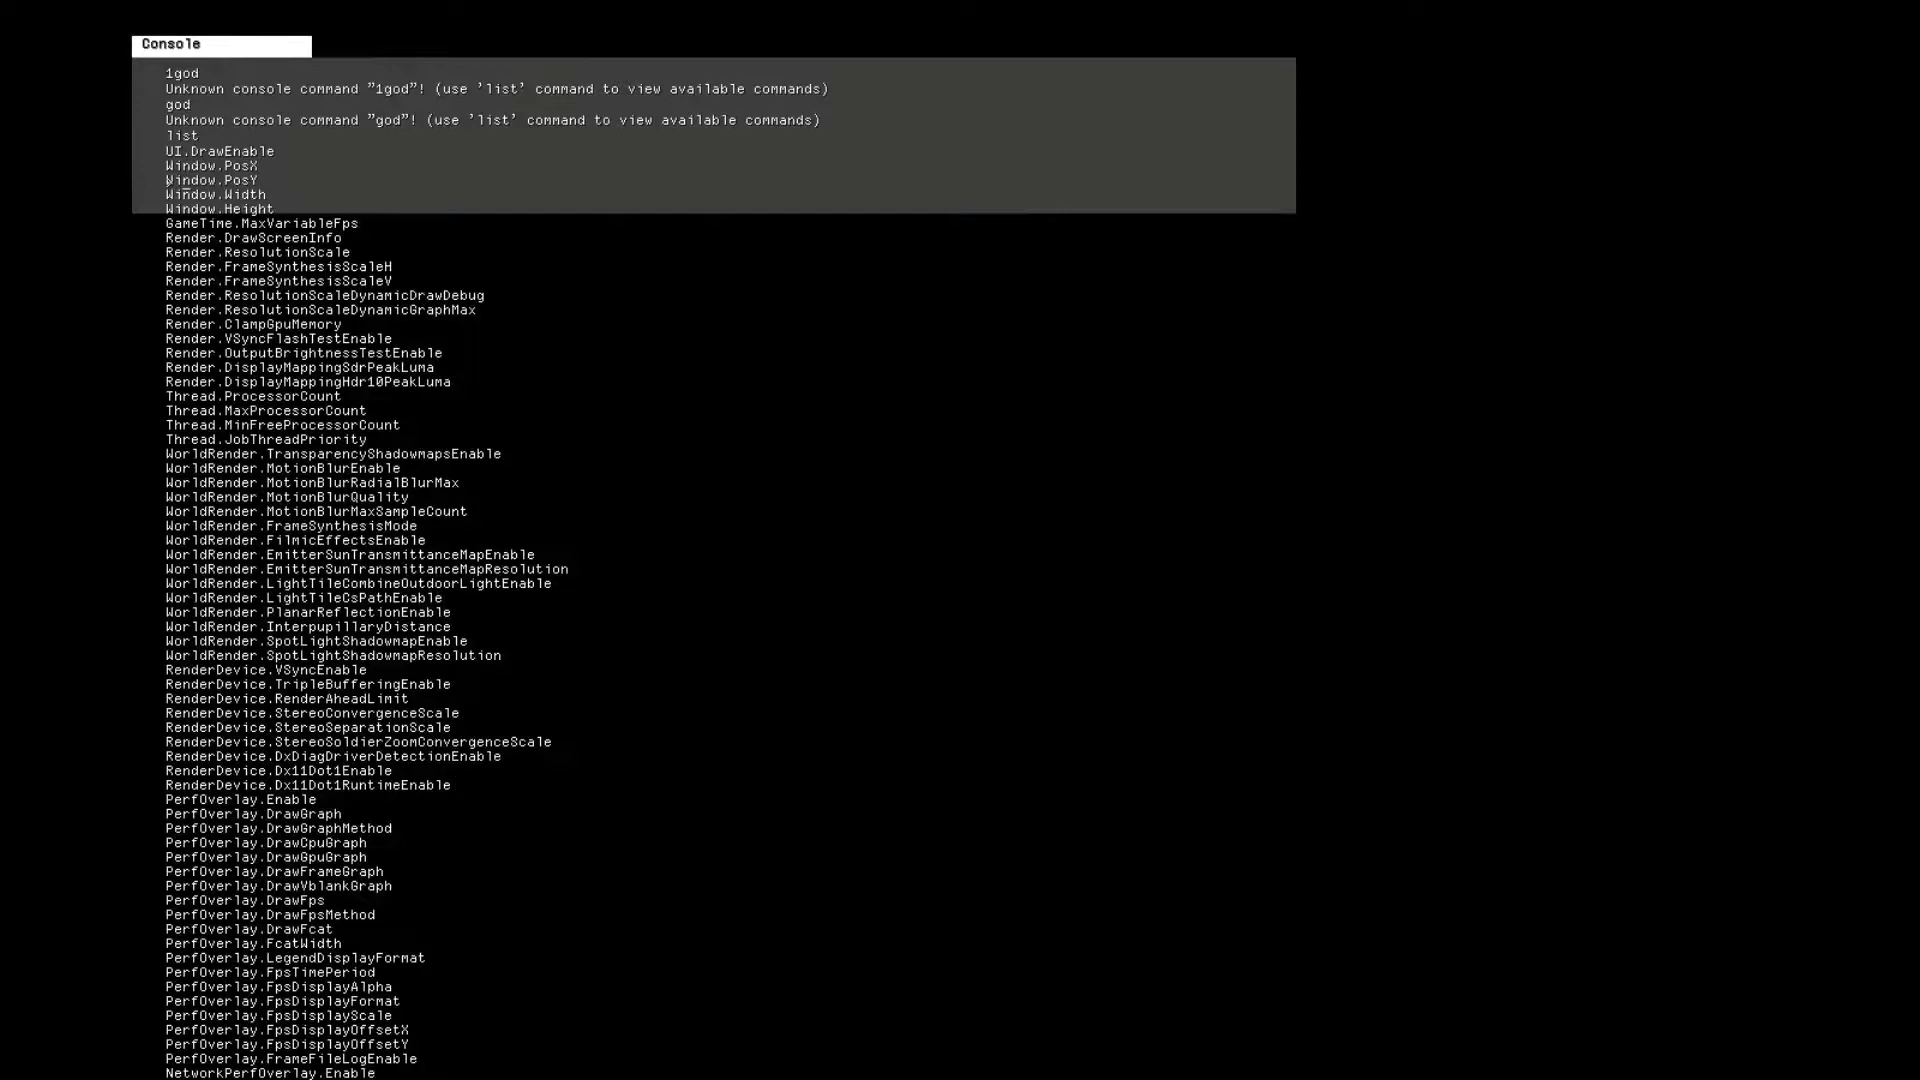 Console
1god
Unknown console command ”1god”! (use ’list’ command to view available commands)
god
Unknown console command ”god”! (use ’list’ command to view available commands)
list
UI.DrawEnable
Window.PosX
Window.PosY
Window.Width
Window.Height
GameTime.MaxVariableFps
Render.DrawScreenInfo
Render.ResolutionScale
Render.FrameSynthesisScaleH
Render.FrameSynthesisScaleV
Render.ResolutionScaleDynamicDrawDebug
Render.ResolutionScaleDynamicGraphMax
Render.ClampGpuMemory
Render.VSyncFlashTestEnable
Render.OutputBrightnessTestEnable
Render.DisplayMappingSdrPeakLuma
Render.DisplayMappingHdr10PeakLuma
Thread.ProcessorCount
Thread.MaxProcessorCount
Thread.MinFreeProcessorCount
Thread.JobThreadPriority
WorldRender.TransparencyShadowmapsEnable
WorldRender.MotionBlurEnable
WorldRender.MotionBlurRadialBlurMax
WorldRender.MotionBlurQuality
WorldRender.MotionBlurMaxSampleCount
WorldRender.FrameSynthesisMode
WorldRender.FilmicEffectsEnable
WorldRender.EmitterSunTransmittanceMapEnable
WorldRender.EmitterSunTransmittanceMapResolution
WorldRender.LightTileCombineOutdoorLightEnable
WorldRender.LightTileCsPathEnable
WorldRender.PlanarReflectionEnable
WorldRender.InterpupillaryDistance
WorldRender.SpotLightShadowmapEnable
WorldRender.SpotLightShadowmapResolution
RenderDevice.VSyncEnable
RenderDevice.TripleBufferingEnable
RenderDevice.RenderAheadLimit
RenderDevice.StereoConvergenceScale
RenderDevice.StereoSeparationScale
RenderDevice.StereoSoldierZoomConvergenceScale
RenderDevice.DxDiagDriverDetectionEnable
RenderDevice.Dx11Dot1Enable
RenderDevice.Dx11Dot1RuntimeEnable
PerfOverlay.Enable
PerfOverlay.DrawGraph
PerfOverlay.DrawGraphMethod
PerfOverlay.DrawCpuGraph
PerfOverlay.DrawGpuGraph
PerfOverlay.DrawFrameGraph
PerfOverlay.DrawVblankGraph
PerfOverlay.DrawFps
PerfOverlay.DrawFpsMethod
PerfOverlay.DrawFcat
PerfOverlay.FcatWidth
PerfOverlay.LegendDisplayFormat
PerfOverlay.FpsTimePeriod
PerfOverlay.FpsDisplayAlpha
PerfOverlay.FpsDisplayFormat
PerfOverlay.FpsDisplayScale
PerfOverlay.FpsDisplayOffsetX
PerfOverlay.FpsDisplayOffsetY
PerfOverlay.FrameFileLogEnable
NetworkPerfOverlay.Enable